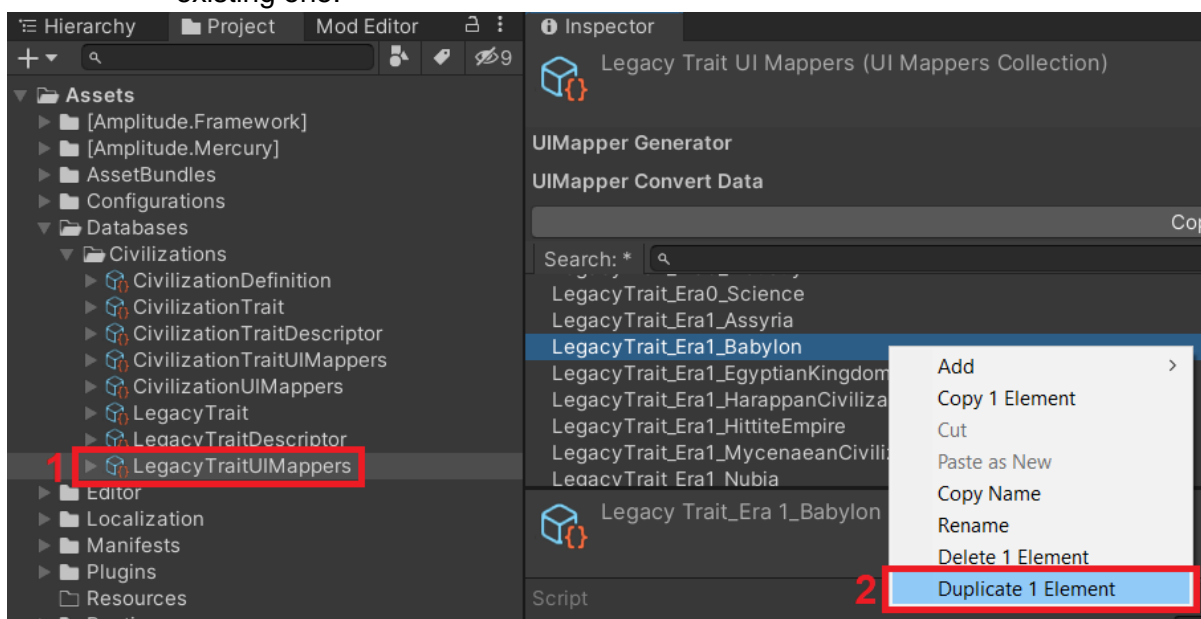 existing one.
Hierarchy Project Mod Editor
9
Assets
[Amplitude.Framework]
[Amplitude.Mercury]
AssetBundles
Configurations
Databases
Civilizations
CivilizationDefinition
CivilizationTrait
CivilizationTraitDescriptor
CivilizationTraitUIMappers
CivilizationUIMappers
LegacyTrait
LegacyTraitDescriptor
1 LegacyTraitUIMappers
Editor
Localization
Manifests
Plugins
Resources
Inspector
Legacy Trait UI Mappers (UI Mappers Collection)
UIMapper Generator
UIMapper Convert Data
Cop
Search: *
LegacyTrait_Era0_Science
LegacyTrait_Era1_Assyria
LegacyTrait_Era1_Babylon
LegacyTrait_Era1_EgyptianKingdom
LegacyTrait_Era1_HarappanCiviliza
LegacyTrait_Era1_HittiteEmpire
LegacyTrait_Era1_MycenaeanCivili
LegacyTrait_Era1_Nubia
Legacy Trait_Era 1_Babylon
Script
Add
Copy 1 Element
Cut
Paste as New
Copy Name
Rename
Delete 1 Element
2 Duplicate 1 Element